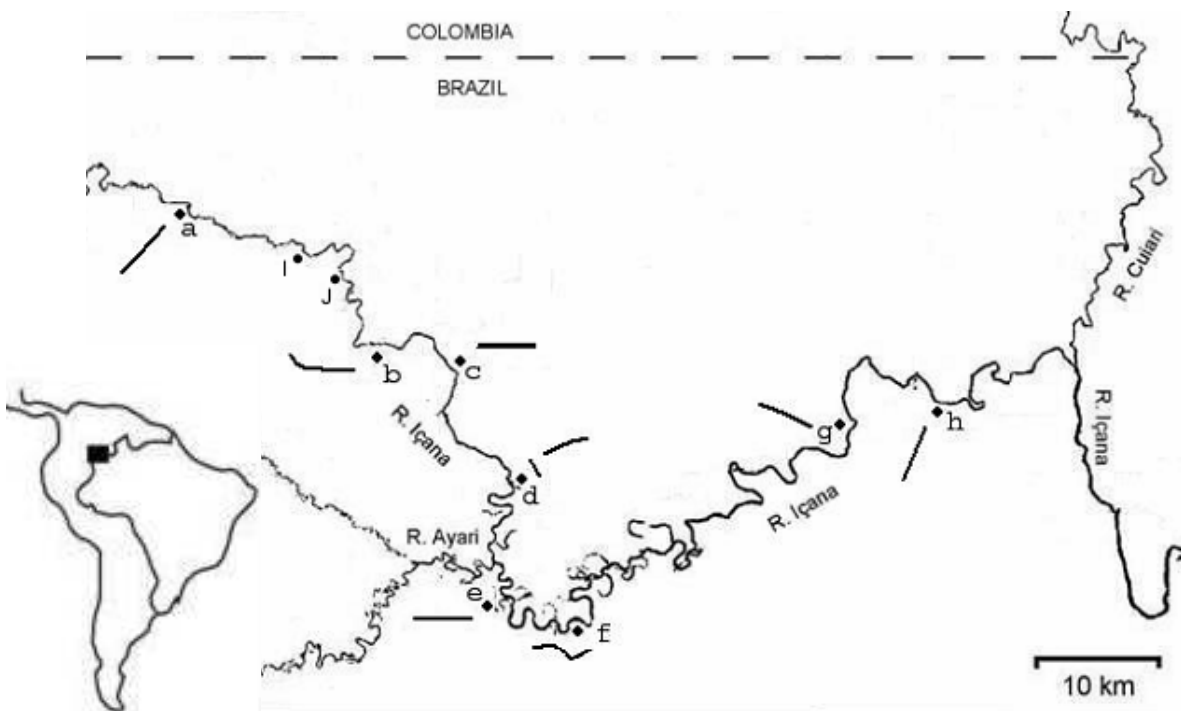 COLOMBIA
BRAZIL
a
I
J
b
c
R. Içana
d
R. Ayari
e
f
g
h
R. Içana
R. Cuiari
R. Içana
10 km